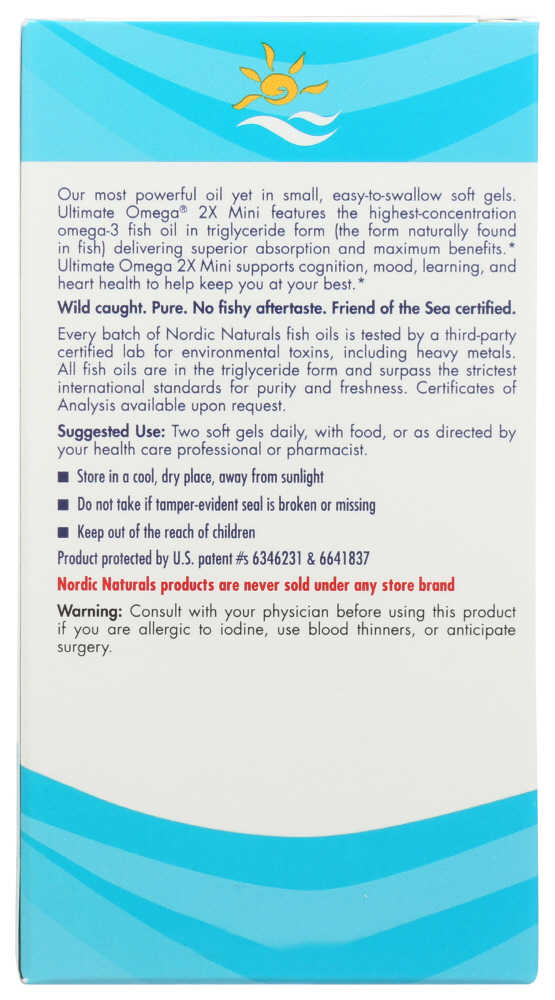 Our most powerful oil yet in small, easy-to-swallow soft gels.
Ultimate Omega® 2X Mini features the highest-concentration
omega-3 fish oil in triglyceride form (the form naturally found
in fish) delivering superior absorption and maximum benefits.*
Ultimate Omega 2X Mini supports cognition, mood, learning, and
heart health to help keep you at your best.*
Wild caught. Pure. No fishy aftertaste. Friend of the Sea certified.
Every batch of Nordic Naturals fish oils is tested by a third-party
certified lab for environmental toxins, including heavy metals.
All fish oils are in the triglyceride form and surpass the strictest
international standards for purity and freshness. Certificates of
Analysis available upon request.
Suggested Use: Two soft gels daily, with food, or as directed by
your health care professional or pharmacist.
■ Store in a cool, dry place, away from sunlight
■ Do not take if tamper-evident seal is broken or missing
■ Keep out of the reach of children
Product protected by U.S. patent #s 6346231 & 6641837
Nordic Naturals products are never sold under any store brand
Warning: Consult with your physician before using this product
if you are allergic to iodine, use blood thinners, or anticipate
surgery.